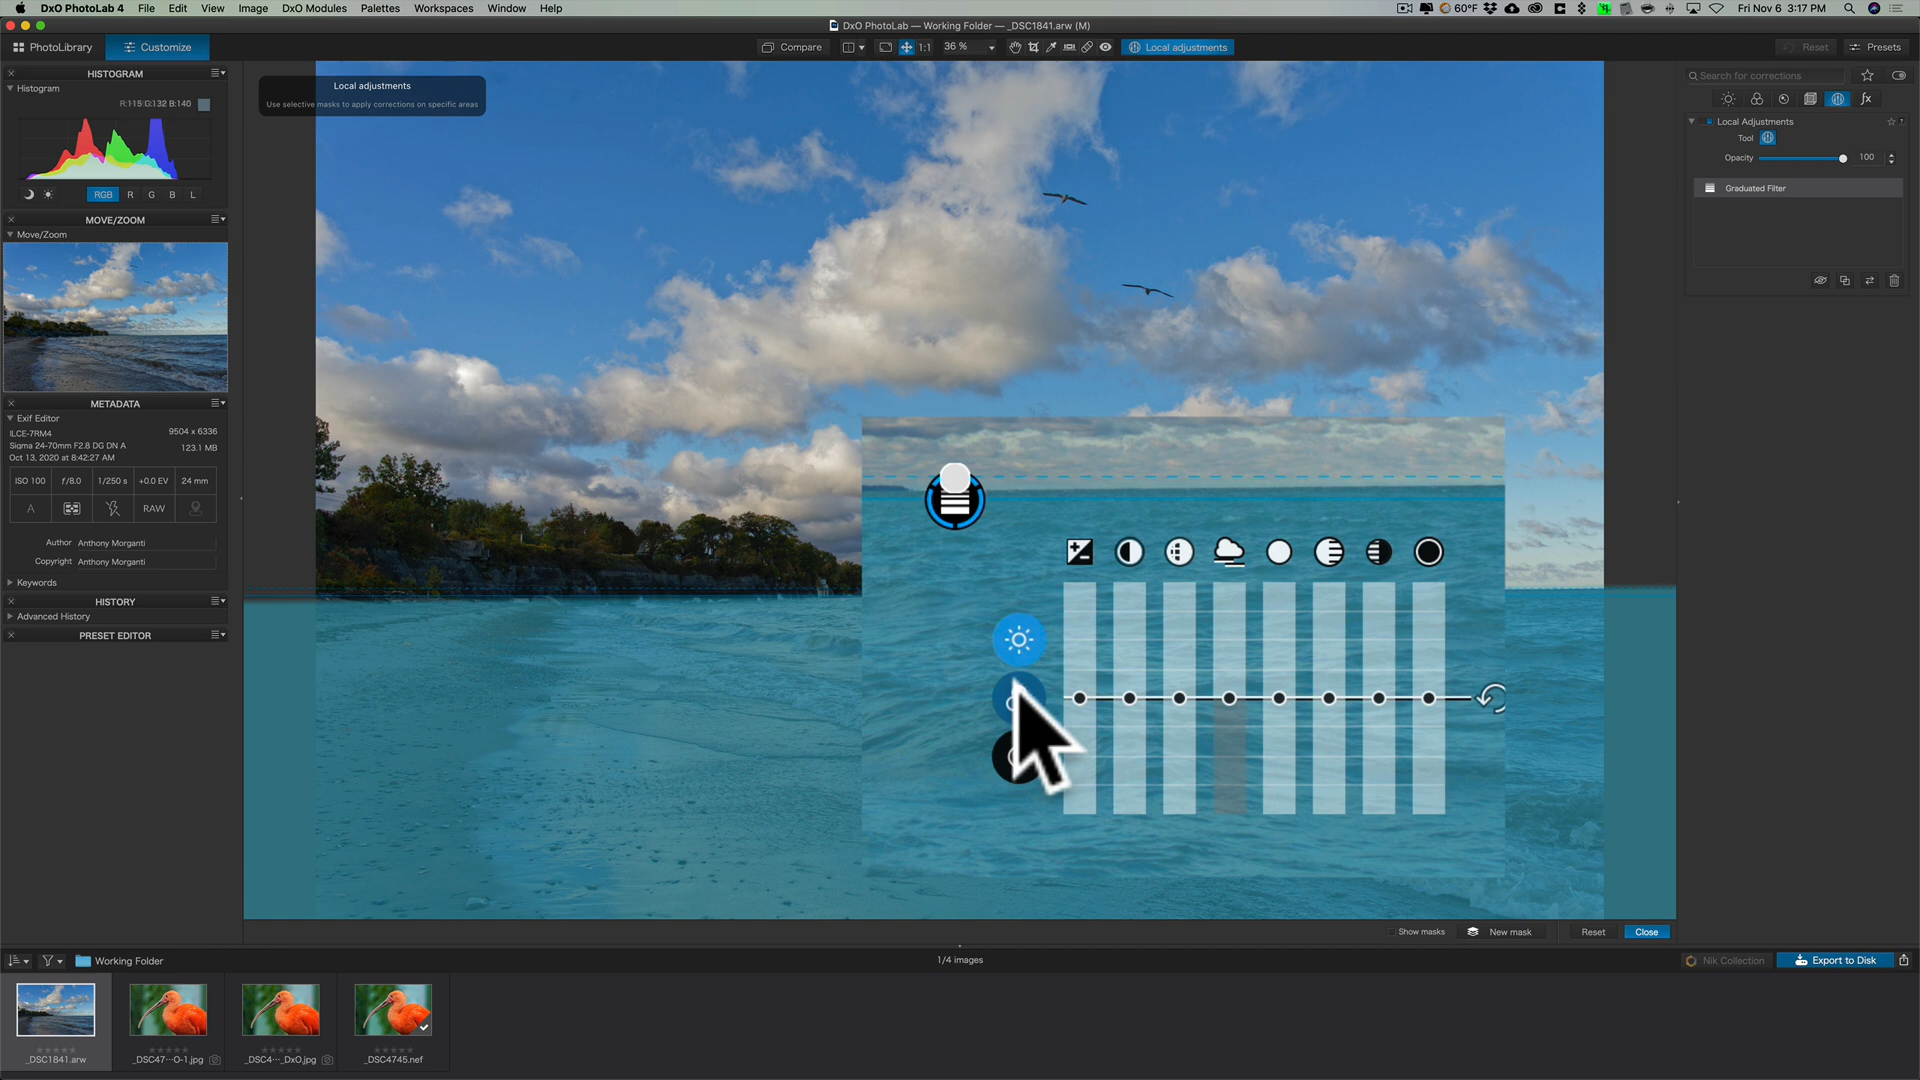 DxO PhotoLab 4 File Edit View Image DxO Modules Palettes Workspaces Window Help
60°F
Fri Nov 6 3:17 PM
DxO PhotoLab — Working Folder — _DSC1841.arw (M)
PhotoLibrary
Customize
Compare
1:1
36 %
Local adjustments
Reset
Presets
HISTOGRAM
Histogram
R:115 G:132 B:140
RGB R G B L
MOVE/ZOOM
Move/Zoom
METADATA
Exif Editor
ILCE-7RM4
9504 x 6336
Sigma 24-70mm F2.8 DG DN A
123.1 MB
Oct 13, 2020 at 8:42:27 AM
ISO 100
ƒ/8.0
1/250 s
+0.0 EV
24 mm
A
RAW
Author Anthony Morganti
Copyright Anthony Morganti
Keywords
HISTORY
Advanced History
PRESET EDITOR
Local adjustments
Use selective masks to apply corrections on specific areas
Search for corrections
fx
Local Adjustments
Tool
Opacity
100
Graduated Filter
Show masks
New mask
Reset
Close
Working Folder
1/4 images
Nik Collection
Export to Disk
_DSC1841.arw
_DSC47···O-1.jpg
_DSC4···_DxO.jpg
_DSC4745.nef